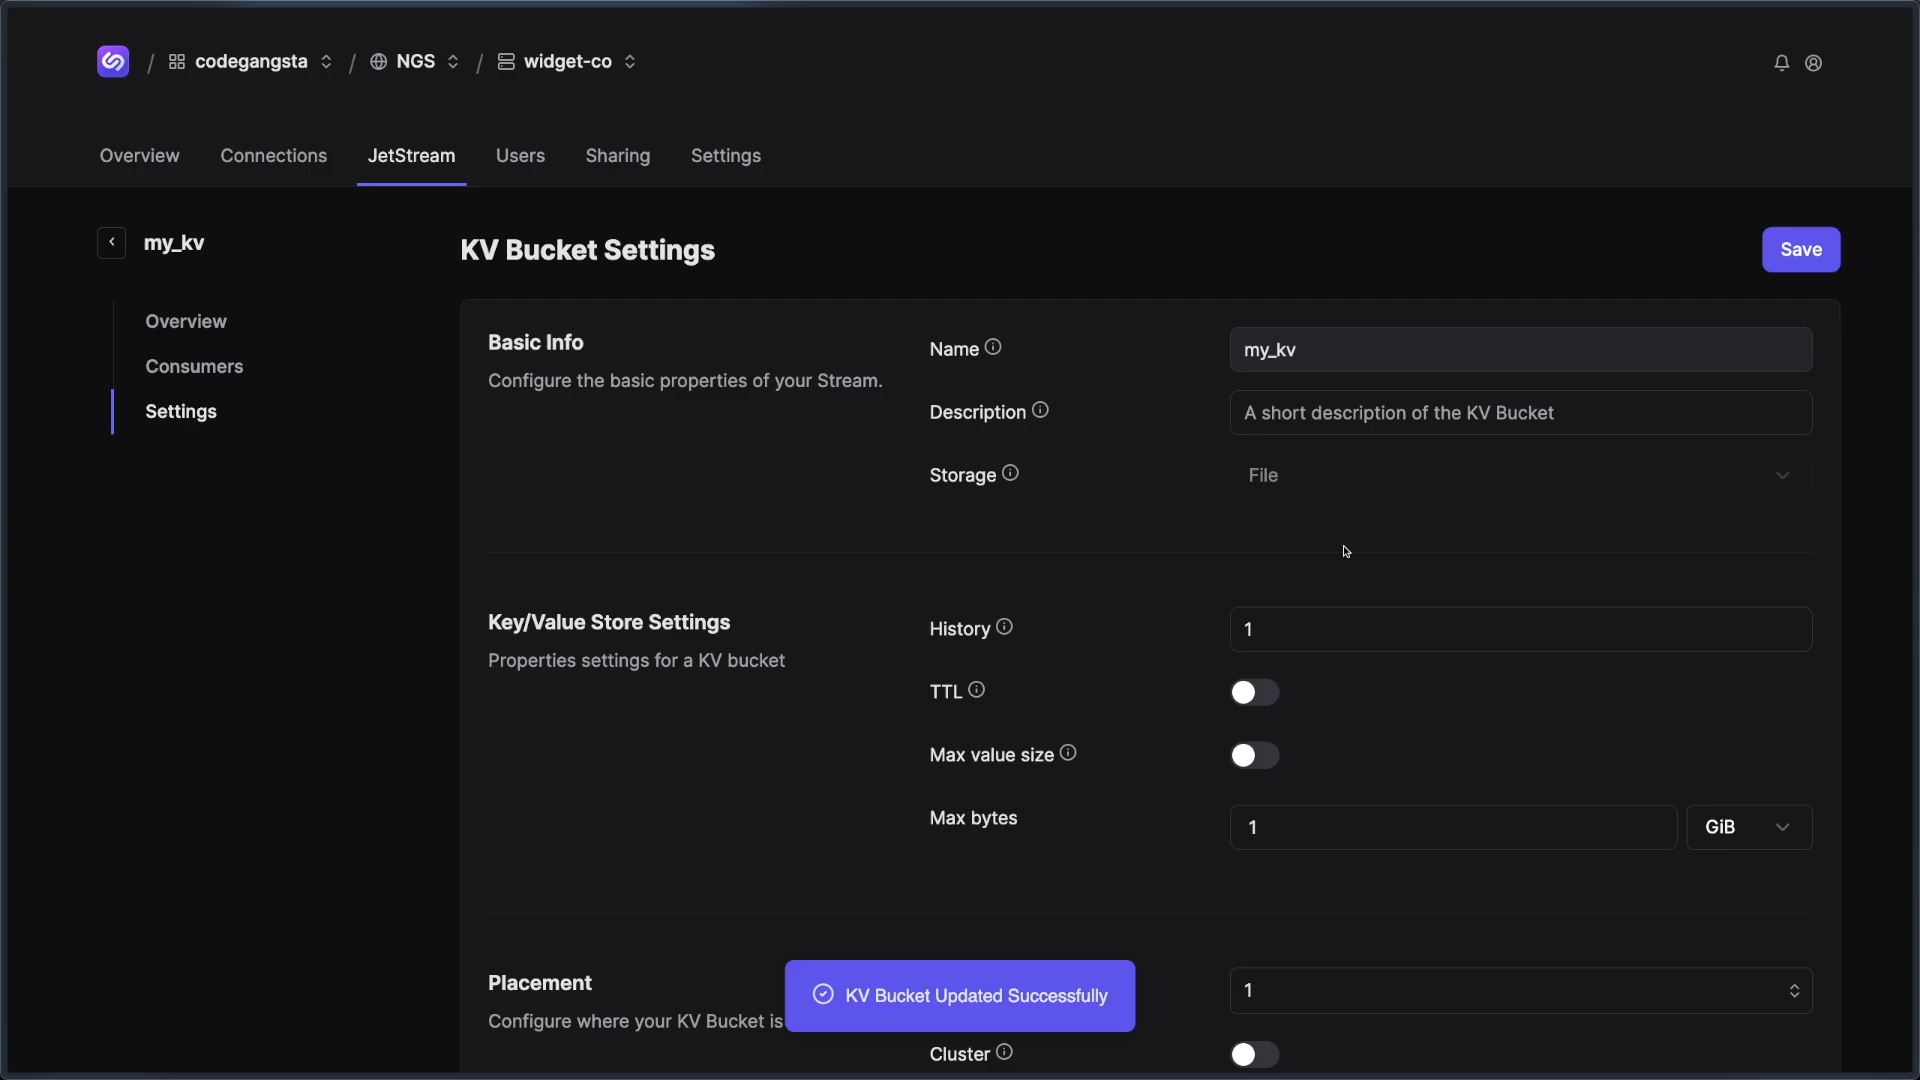 / codegangsta / NGS / widget-co
Overview Connections JetStream Users Sharing Settings
my_kv
Overview
Consumers
Settings
KV Bucket Settings
Save
Basic Info
Configure the basic properties of your Stream.
Name
my_kv
Description
A short description of the KV Bucket
Storage
File
Key/Value Store Settings
Properties settings for a KV bucket
History
1
TTL
Max value size
Max bytes
1 GiB
Placement
Configure where your KV Bucket is
1
Cluster
KV Bucket Updated Successfully